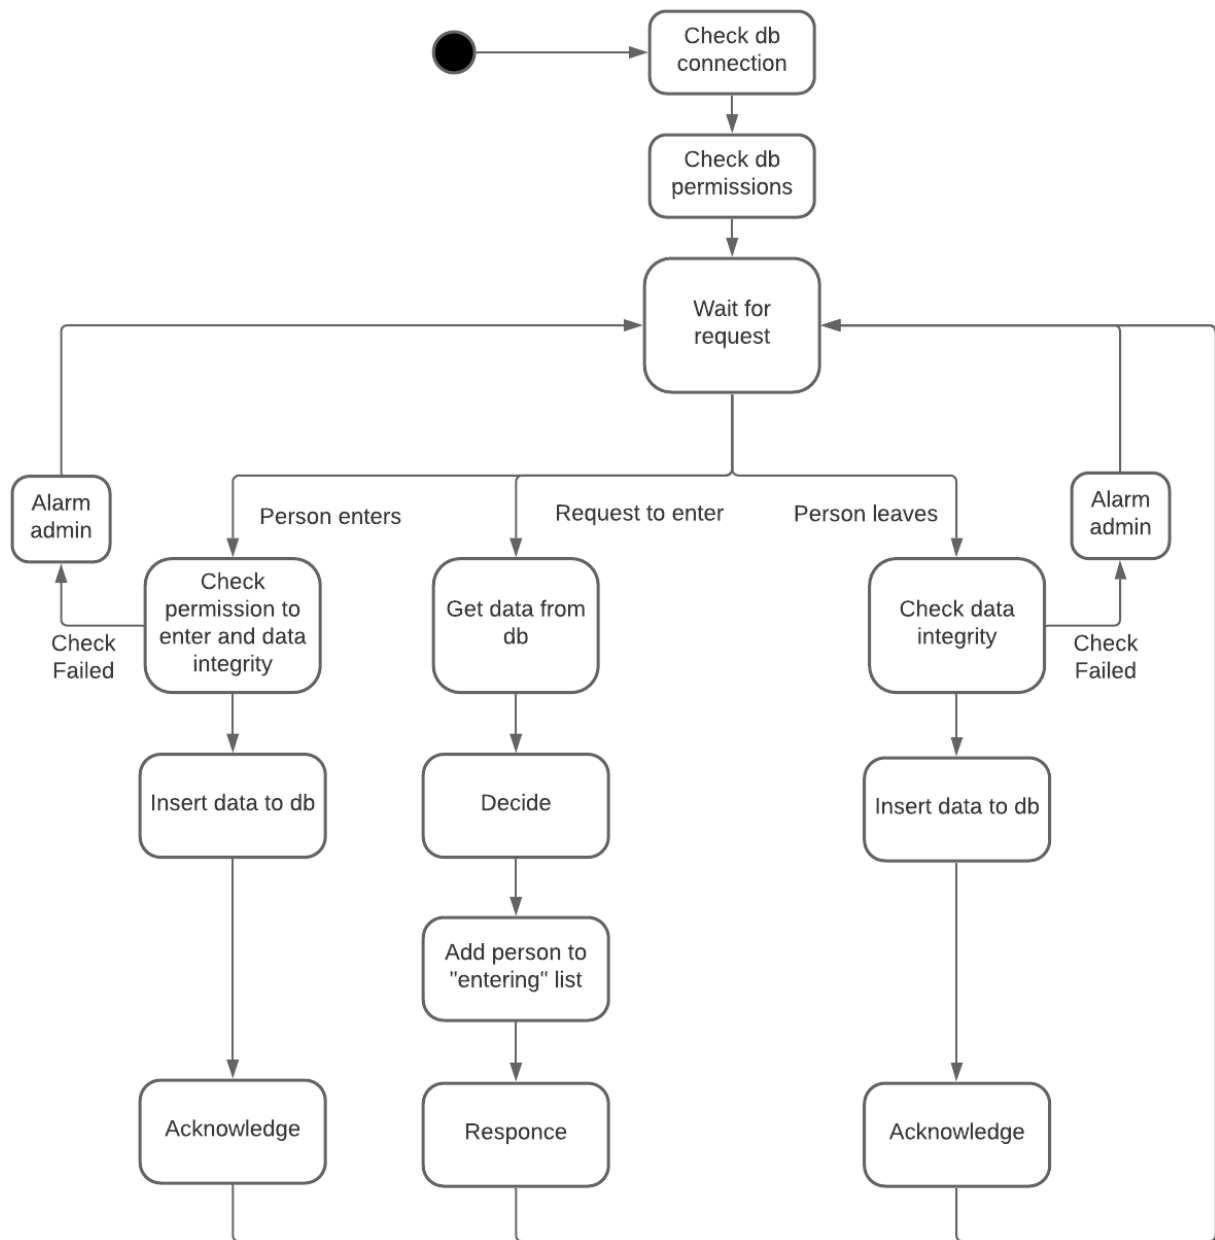 Check db
connection
Check db
permissions
Wait for
request
Alarm
admin
Person enters
Request to enter
Person leaves
Alarm
admin
Check
permission to
enter and data
integrity
Check
Failed
Get data from
db
Check data
integrity
Check
Failed
Insert data to db
Decide
Insert data to db
Add person to
"entering" list
Acknowledge
Responce
Acknowledge